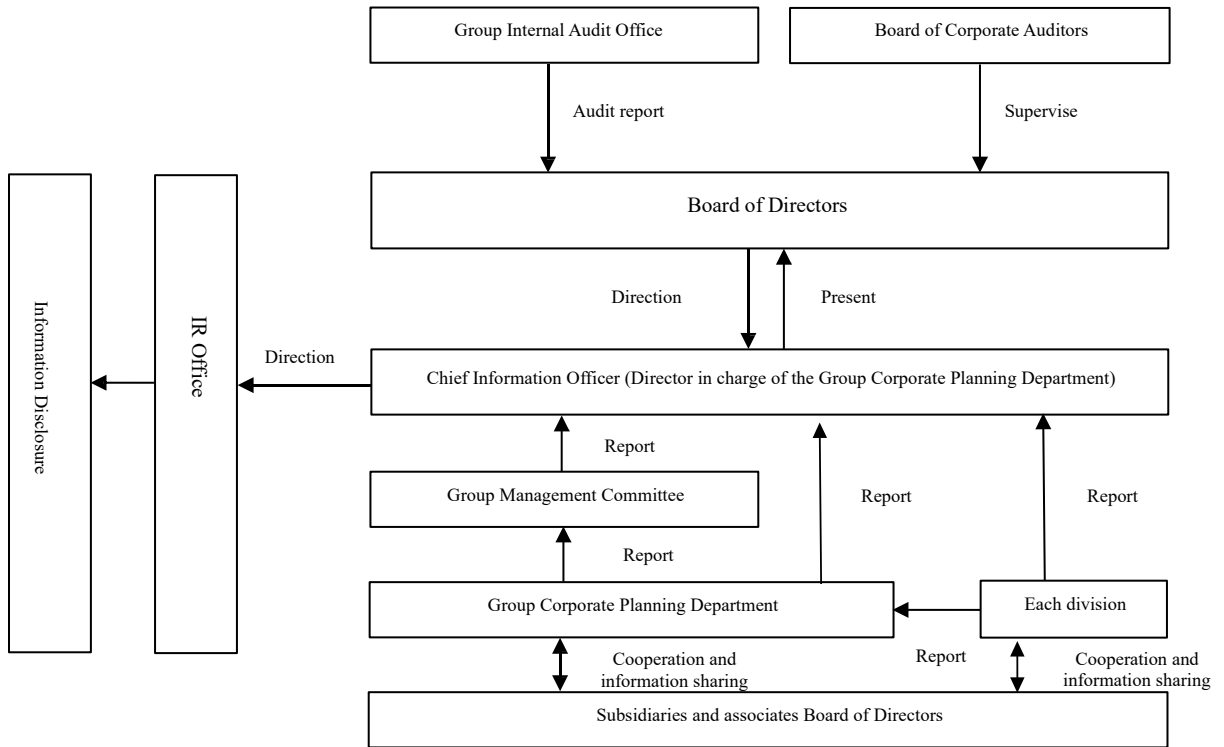 Group Internal Audit Office
Board of Corporate Auditors
Audit report
Supervise
Board of Directors
Direction
Present
Information Disclosure
IR Office
Direction
Chief Information Officer (Director in charge of the Group Corporate Planning Department)
Report
Group Management Committee
Report
Report
Report
Group Corporate Planning Department
Each division
Report
Cooperation and
information sharing
Cooperation and
information sharing
Subsidiaries and associates Board of Directors